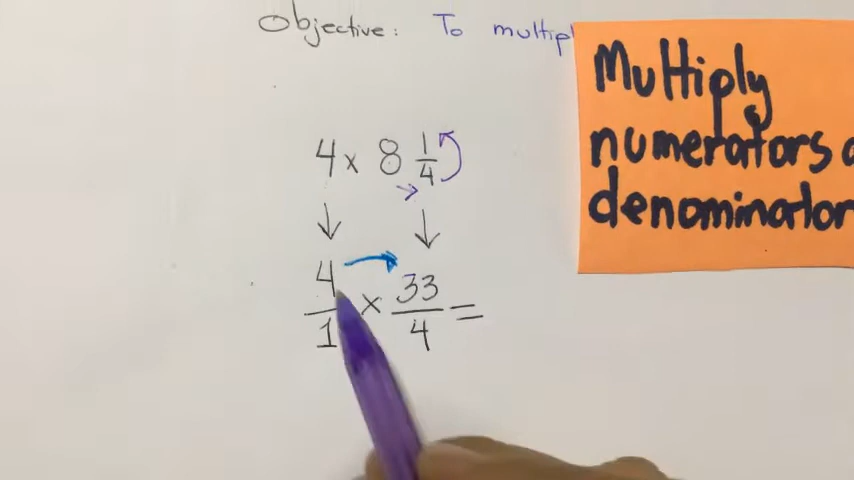 Objective: To multipl
4 x 8 1/4
4/1 x 33/4 =
Multiply
numerators
denominator